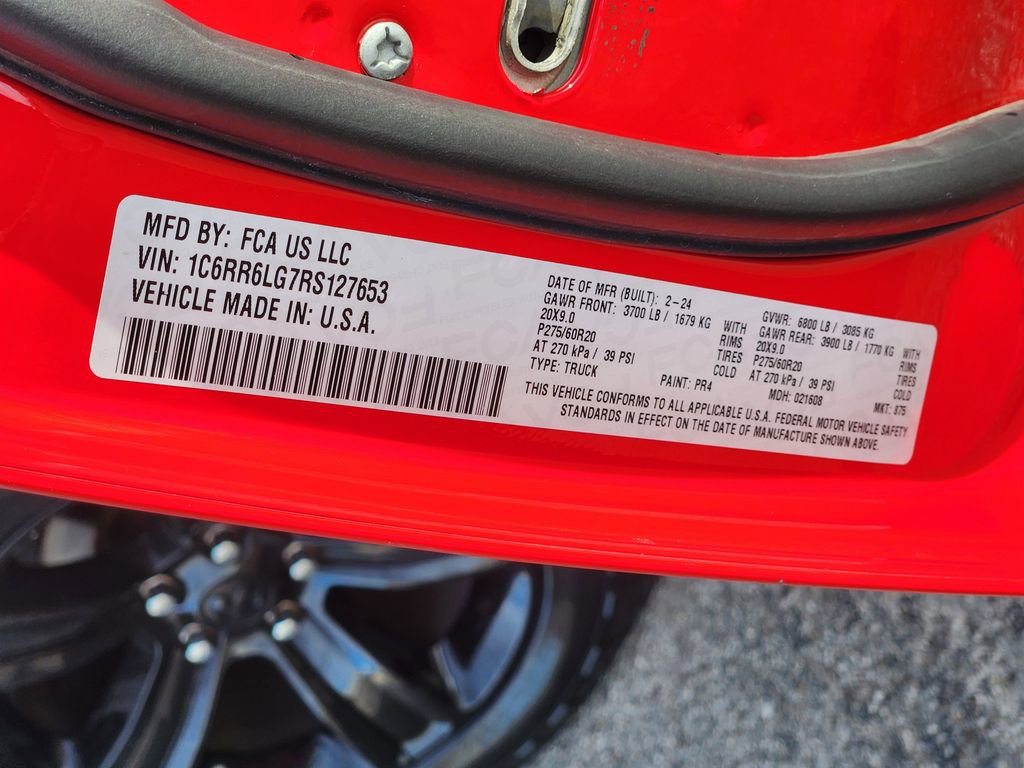 MFD BY: FCA US LLC
VIN: 1C6RR6LG7RS127653
VEHICLE MADE IN: U.S.A.
DATE OF MFR (BUILT): 2-24
GAWR FRONT: 3700 LB / 1679 KG WITH
20X9.0 RIMS
P275/60R20 TIRES
AT 270 kPa / 39 PSI COLD
TYPE: TRUCK
PAINT: PR4
GVWR: 6800 LB / 3085 KG
GAWR REAR: 3900 LB / 1770 KG WITH
20X9.0 RIMS
P275/60R20 TIRES
AT 270 kPa / 39 PSI COLD
MDH: 021608
MKT: 875
THIS VEHICLE CONFORMS TO ALL APPLICABLE U.S.A. FEDERAL MOTOR VEHICLE SAFETY
STANDARDS IN EFFECT ON THE DATE OF MANUFACTURE SHOWN ABOVE.